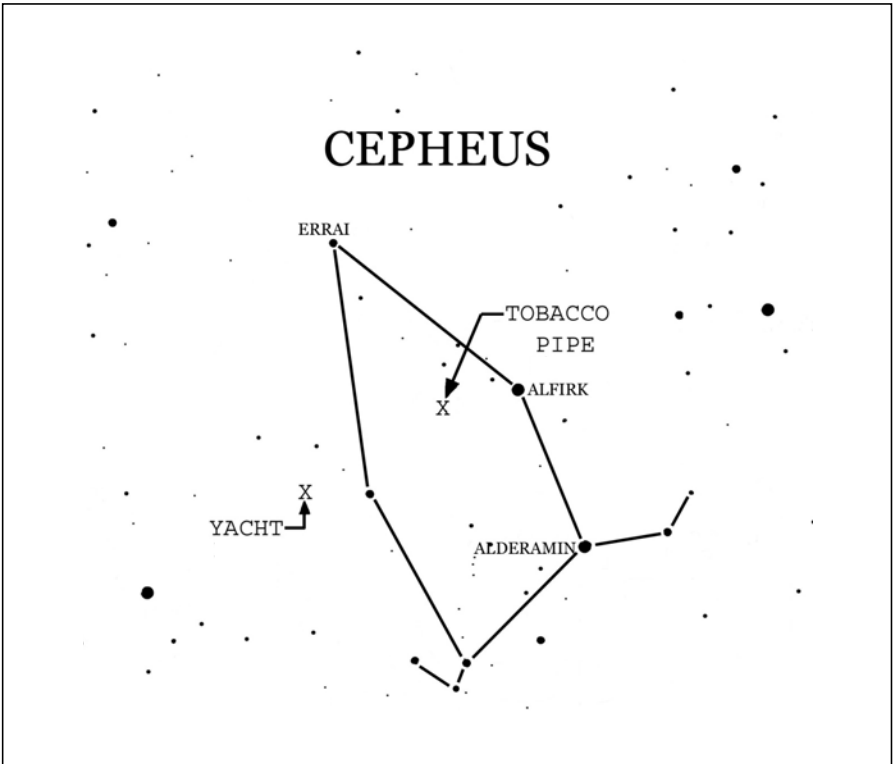 CEPHEUS
ERRAI
TOBACCO
PIPE
ALFIRK
X
X
YACHT
ALDERAMIN